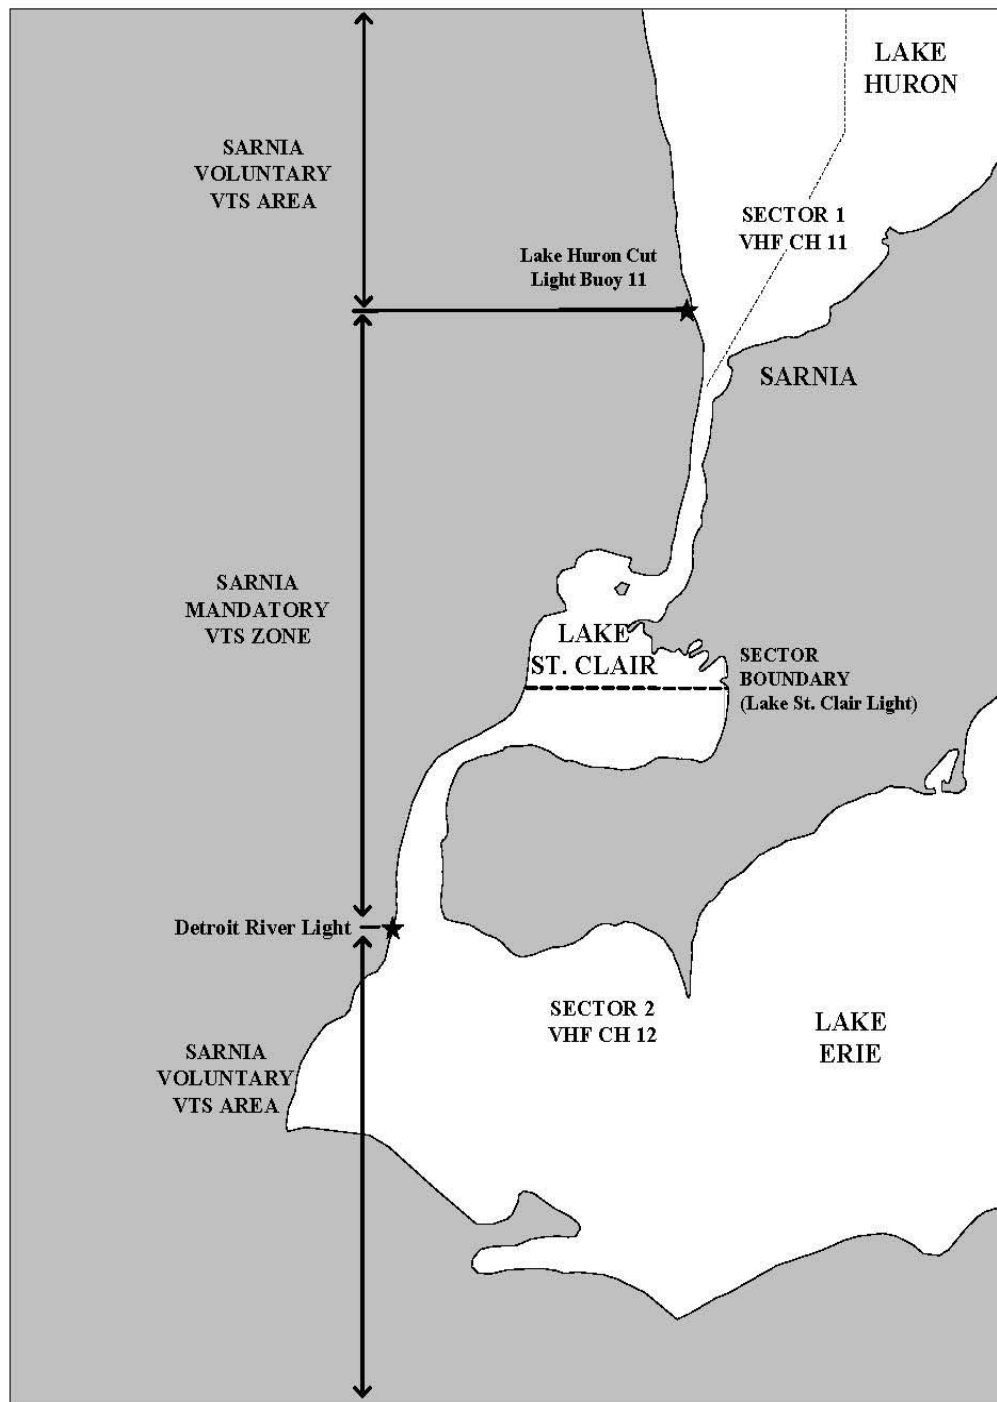 LAKE
HURON
SARNIA
VOLUNTARY
VTS AREA
SECTOR 1
VHF CH 11
Lake Huron Cut
Light Buoy 11
SARNIA
SARNIA
MANDATORY
VTS ZONE
LAKE
ST. CLAIR
SECTOR
BOUNDARY
(Lake St. Clair Light)
Detroit River Light
SECTOR 2
VHF CH 12
LAKE
ERIE
SARNIA
VOLUNTARY
VTS AREA